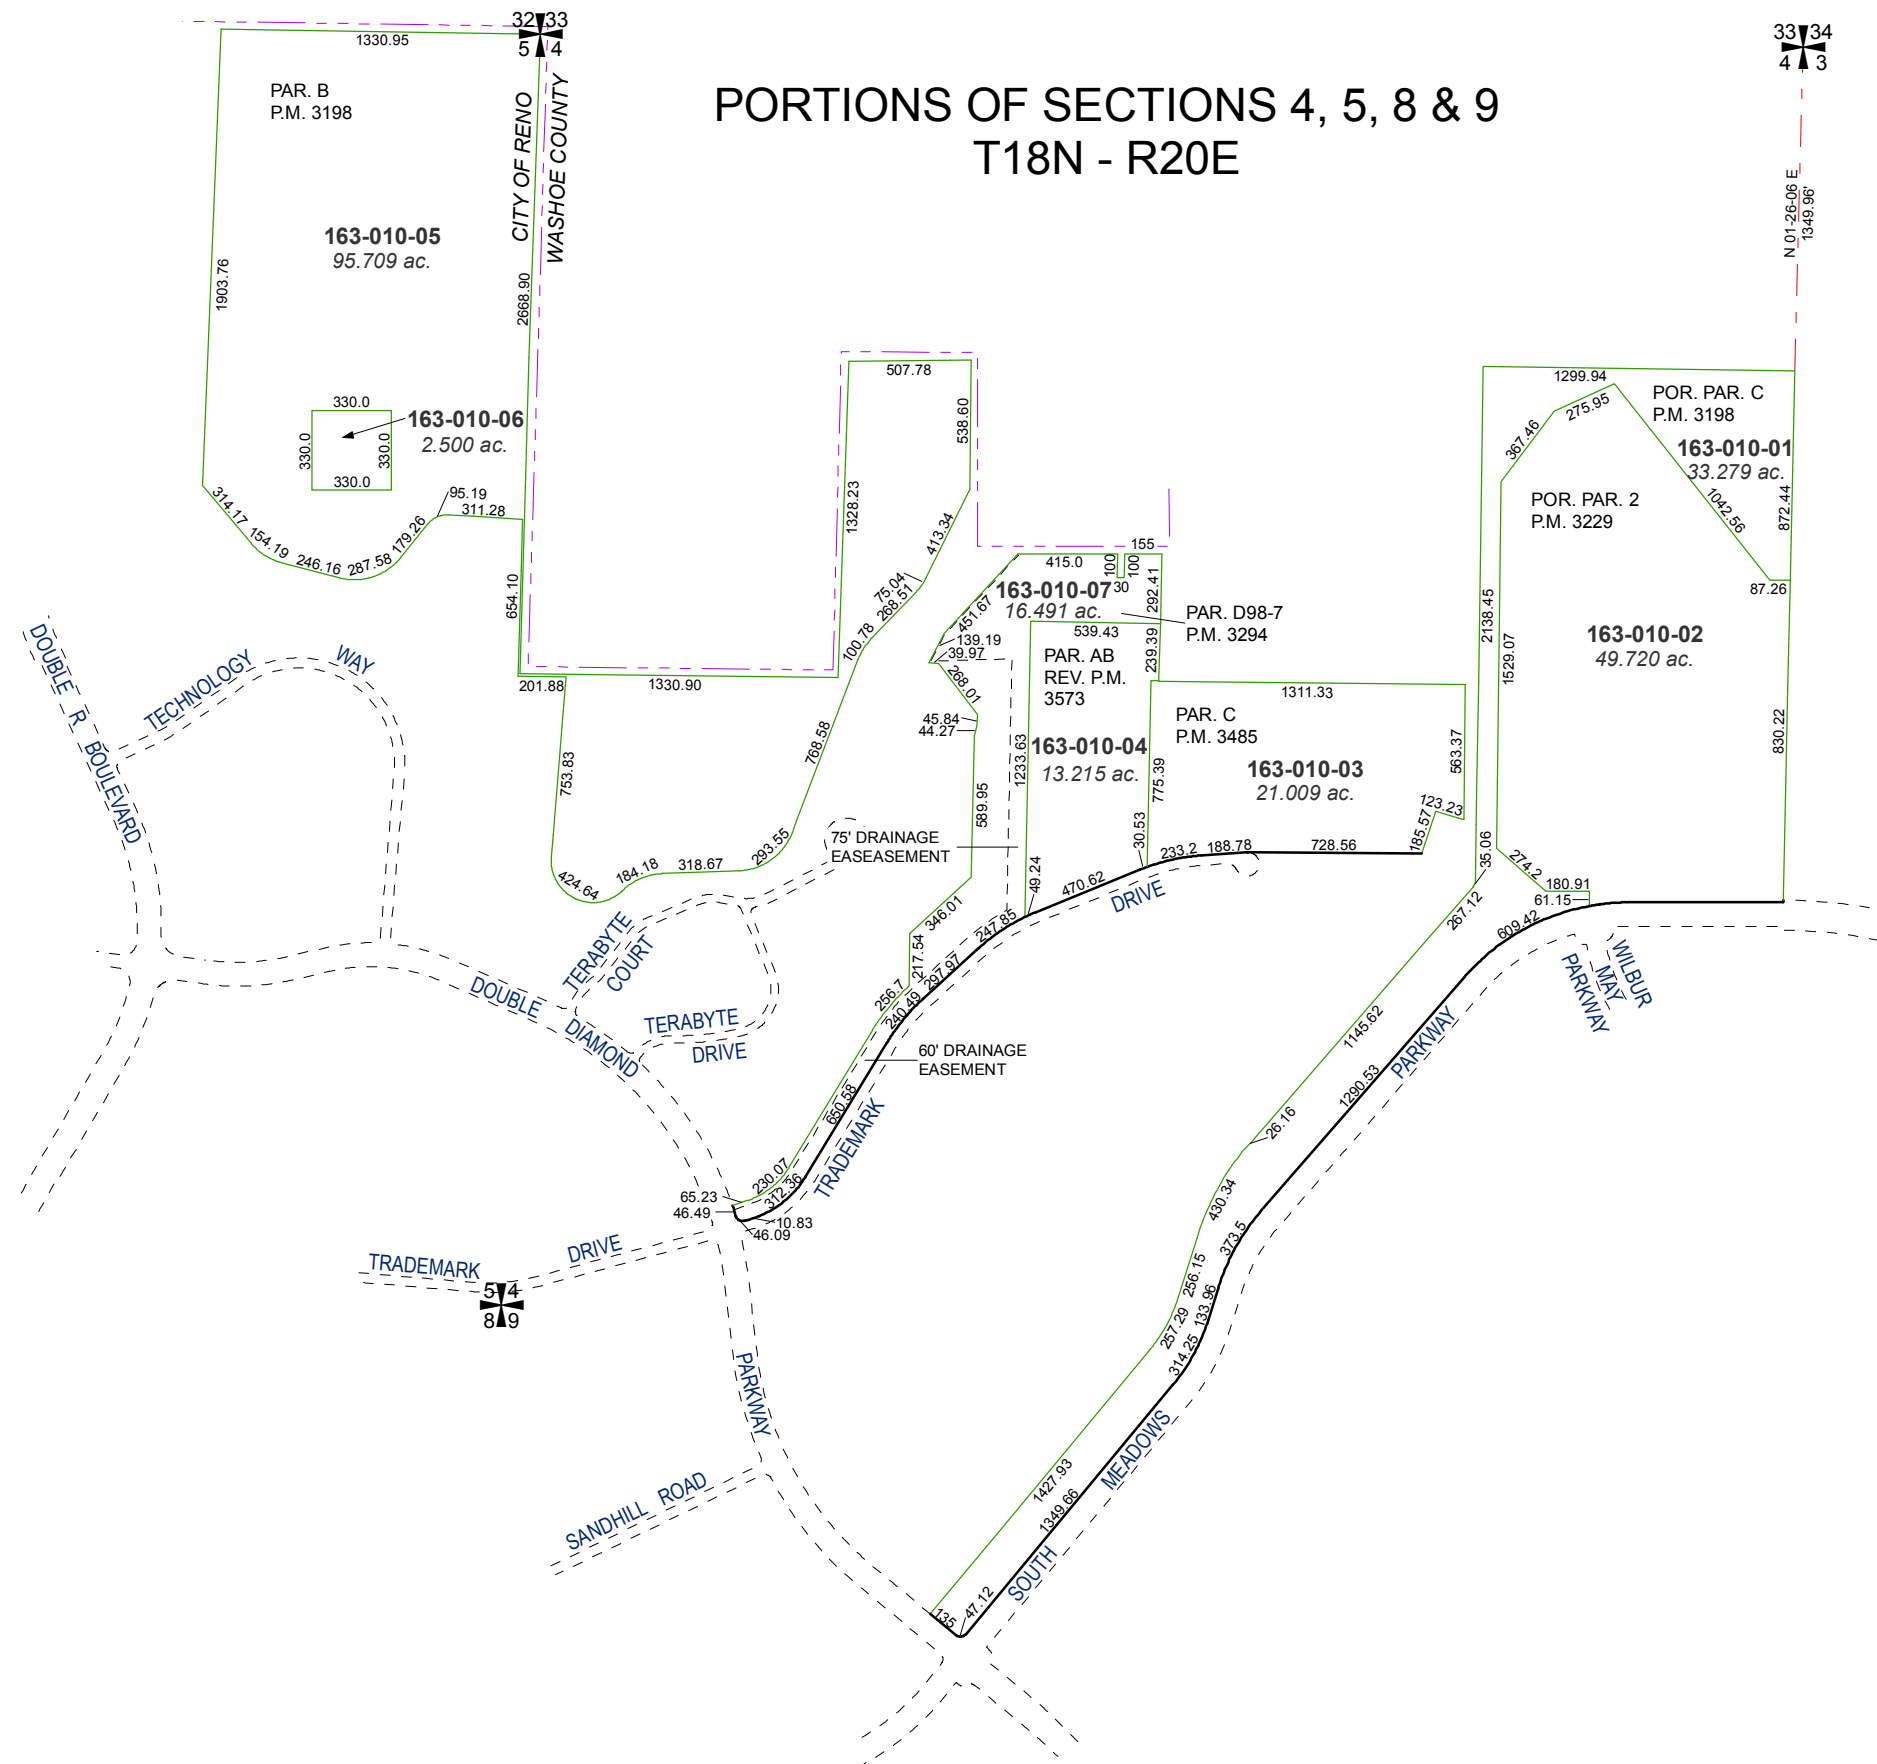 PORTIONS OF SECTIONS 4, 5, 8 & 9
T18N - R20E
32 33
5 4
33 34
4 3
1330.95
PAR. B
P.M. 3198
163-010-05
95.709 ac.
CITY OF RENO
WASHOE COUNTY
1903.76
2668.90
N 01-26-06 E
1349.96'
330.0
330.0
330.0
330.0
163-010-06
2.500 ac.
95.19
311.28
314.17
154.19
246.16
287.58
179.26
654.10
201.88
1330.90
507.78
538.60
1328.23
413.34
75.04
268.51
100.78
768.58
753.83
424.64
184.18
318.67
293.55
415.0
100
30
100
155
292.41
163-010-07
16.491 ac.
451.67
139.19
39.97
268.01
45.84
44.27
589.95
539.43
239.39
PAR. D98-7
P.M. 3294
PAR. AB
REV. P.M.
3573
163-010-04
13.215 ac.
1233.63
49.24
75' DRAINAGE
EASEASEMENT
1311.33
PAR. C
P.M. 3485
163-010-03
21.009 ac.
775.39
30.53
563.37
123.23
185.57
728.56
188.78
233.2
470.62
247.85
297.97
240.49
346.01
217.54
256.7
60' DRAINAGE
EASEMENT
650.58
230.07
312.36
65.23
46.49
10.83
46.09
1299.94
POR. PAR. C
P.M. 3198
163-010-01
33.279 ac.
275.95
367.46
1042.56
872.44
87.26
POR. PAR. 2
P.M. 3229
163-010-02
49.720 ac.
2138.45
1529.07
830.22
35.06
274.2
180.91
61.15
609.42
267.12
1145.62
1290.53
26.16
430.34
373.5
256.15
133.96
257.29
314.25
1427.93
1349.66
135
47.12
DOUBLE R BOULEVARD
TECHNOLOGY WAY
DOUBLE DIAMOND PARKWAY
TERABYTE
COURT
TERABYTE
DRIVE
TRADEMARK DRIVE
TRADEMARK DRIVE
5 4
8 9
SANDHILL ROAD
SOUTH MEADOWS PARKWAY
WILBUR
MAY
PARKWAY